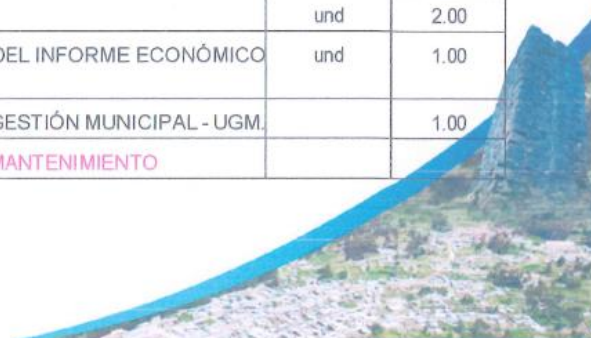 und 2.00
DEL INFORME ECONÓMICO und 1.00
GESTIÓN MUNICIPAL - UGM. 1.00
MANTENIMIENTO